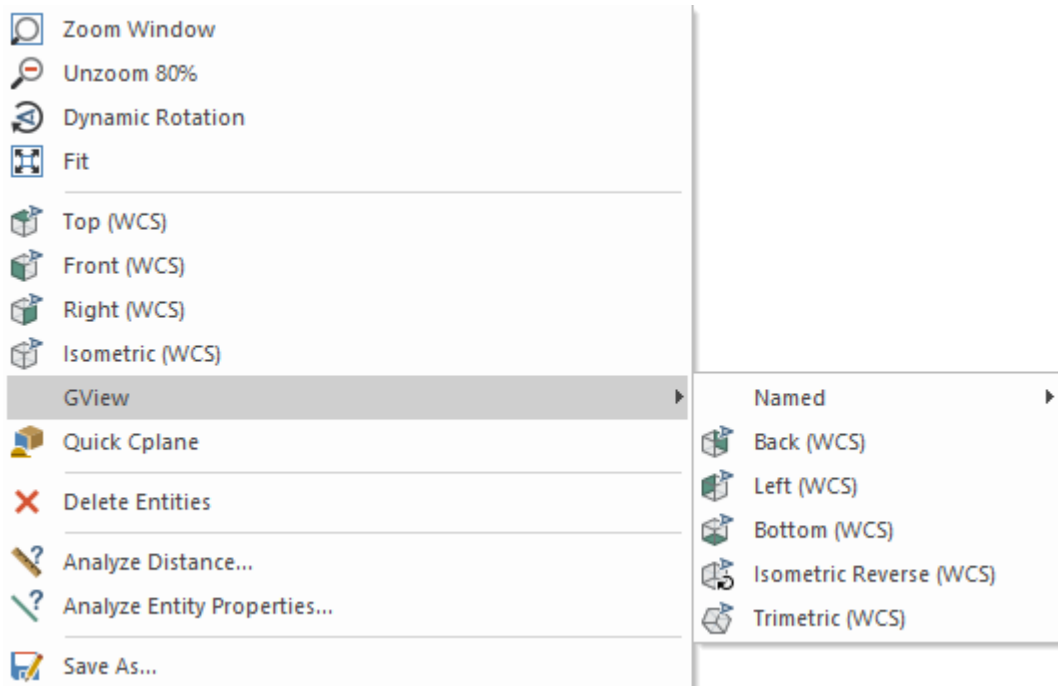 Zoom Window
Unzoom 80%
Dynamic Rotation
Fit
Top (WCS)
Front (WCS)
Right (WCS)
Isometric (WCS)
GView
Quick Cplane
Delete Entities
Analyze Distance...
Analyze Entity Properties...
Save As...
Named
Back (WCS)
Left (WCS)
Bottom (WCS)
Isometric Reverse (WCS)
Trimetric (WCS)